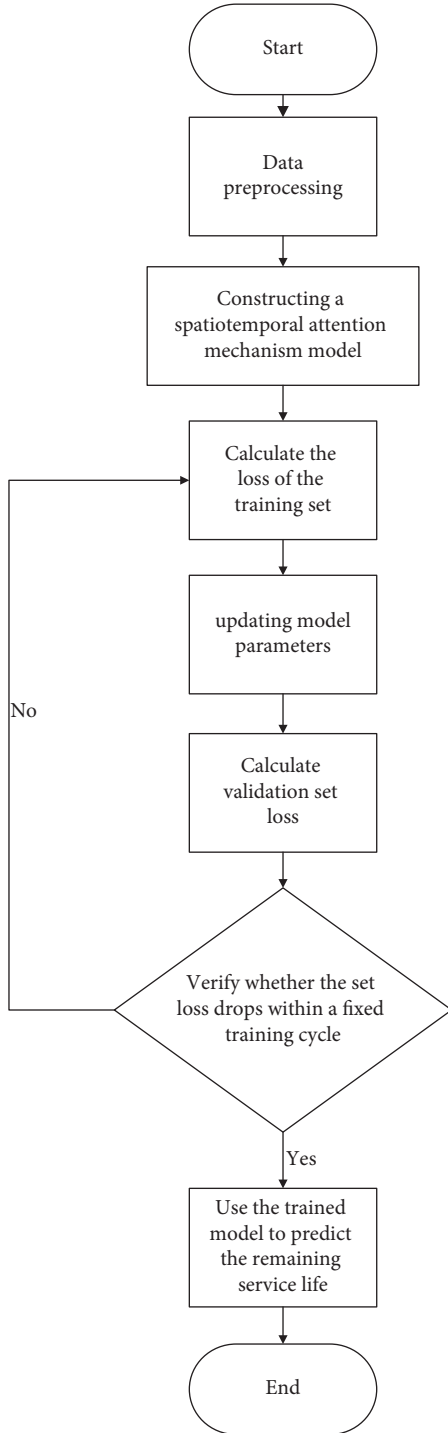 Start
Data
preprocessing
Constructing a
spatiotemporal attention
mechanism model
Calculate the
loss of the
training set
updating model
parameters
No
Calculate
validation set
loss
Verify whether the set
loss drops within a fixed
training cycle
Yes
Use the trained
model to predict
the remaining
service life
End